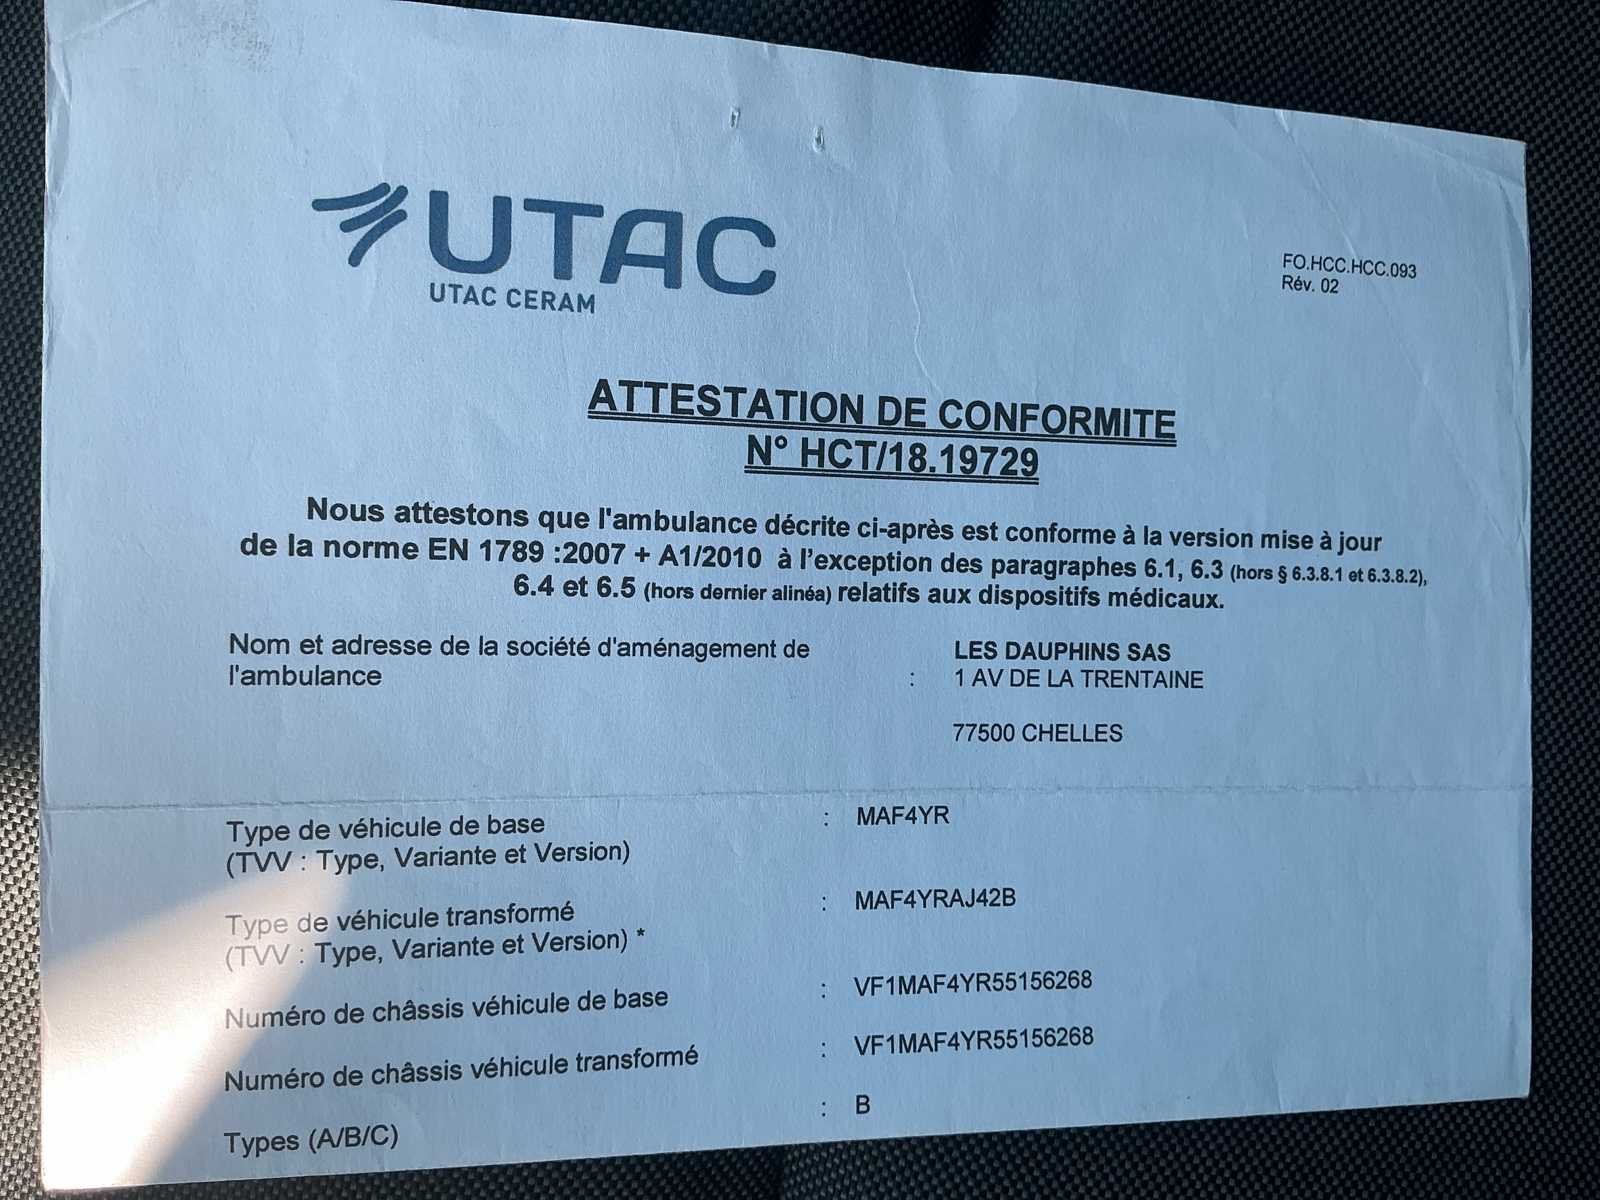 UTAC
UTAC CERAM
FO.HCC.HCC.093
Rév. 02
ATTESTATION DE CONFORMITE
N° HCT/18.19729
Nous attestons que l'ambulance décrite ci-après est conforme à la version mise à jour
de la norme EN 1789 :2007 + A1/2010 à l'exception des paragraphes 6.1, 6.3 (hors § 6.3.8.1 et 6.3.8.2),
6.4 et 6.5 (hors dernier alinéa) relatifs aux dispositifs médicaux.
Nom et adresse de la société d'aménagement de
l'ambulance
: LES DAUPHINS SAS
1 AV DE LA TRENTAINE
77500 CHELLES
Type de véhicule de base : MAF4YR
(TVV : Type, Variante et Version)
Type de véhicule transformé : MAF4YRAJ42B
(TVV : Type, Variante et Version) *
Numéro de châssis véhicule de base : VF1MAF4YR55156268
Numéro de châssis véhicule transformé : VF1MAF4YR55156268
Types (A/B/C) : B